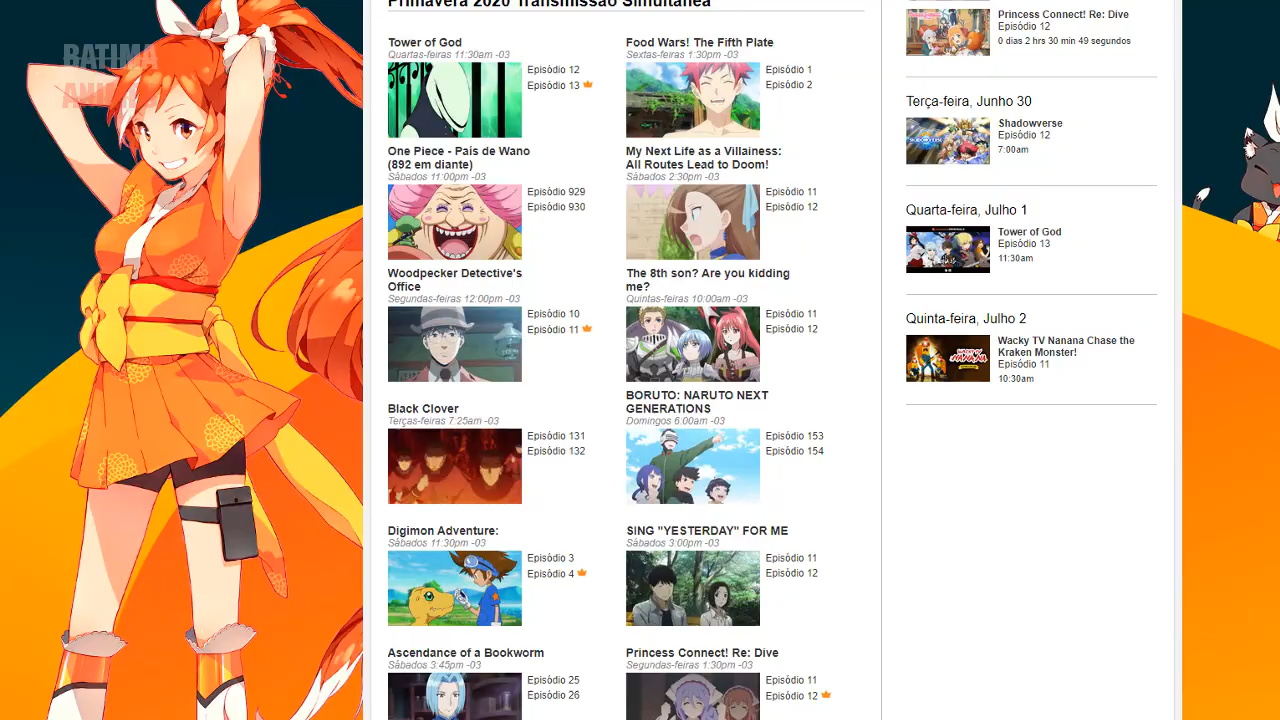 Primavera 2020 Transmissão Simultânea
BATIMA
Tower of God
Quartas-feiras 11:30am -03
Episódio 12
Episódio 13
Food Wars! The Fifth Plate
Sextas-feiras 1:30pm -03
Episódio 1
Episódio 2
One Piece - País de Wano
(892 em diante)
Sábados 11:00pm -03
Episódio 929
Episódio 930
My Next Life as a Villainess:
All Routes Lead to Doom!
Sábados 2:30pm -03
Episódio 11
Episódio 12
Woodpecker Detective's
Office
Segundas-feiras 12:00pm -03
Episódio 10
Episódio 11
The 8th son? Are you kidding
me?
Quintas-feiras 10:00am -03
Episódio 11
Episódio 12
Black Clover
Terças-feiras 7:25am -03
Episódio 131
Episódio 132
BORUTO: NARUTO NEXT
GENERATIONS
Domingos 6:00am -03
Episódio 153
Episódio 154
Digimon Adventure:
Sábados 11:30pm -03
Episódio 3
Episódio 4
SING "YESTERDAY" FOR ME
Sábados 3:00pm -03
Episódio 11
Episódio 12
Ascendance of a Bookworm
Sábados 3:45pm -03
Episódio 25
Episódio 26
Princess Connect! Re: Dive
Segundas-feiras 1:30pm -03
Episódio 11
Episódio 12
Princess Connect! Re: Dive
Episódio 12
0 dias 2 hrs 30 min 49 segundos
Terça-feira, Junho 30
Shadowverse
Episódio 12
7:00am
Quarta-feira, Julho 1
Tower of God
Episódio 13
11:30am
Quinta-feira, Julho 2
Wacky TV Nanana Chase the
Kraken Monster!
Episódio 11
10:30am